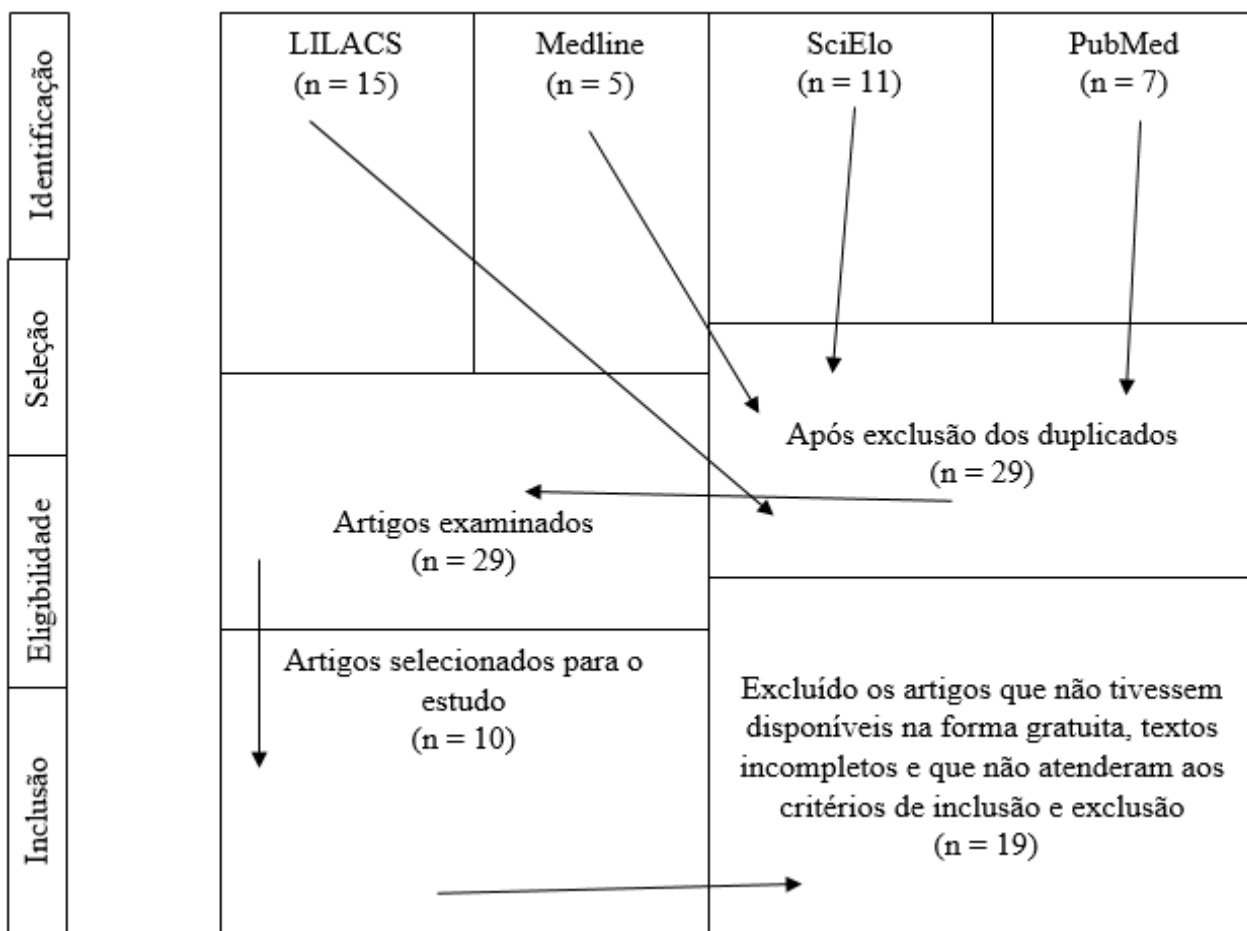 Identificação
LILACS
(n = 15)
Medline
(n = 5)
SciElo
(n = 11)
PubMed
(n = 7)
Seleção
Após exclusão dos duplicados
(n = 29)
Eligibilidade
Artigos examinados
(n = 29)
Inclusão
Artigos selecionados para o
estudo
(n = 10)
Excluído os artigos que não tivessem
disponíveis na forma gratuita, textos
incompletos e que não atenderam aos
critérios de inclusão e exclusão
(n = 19)